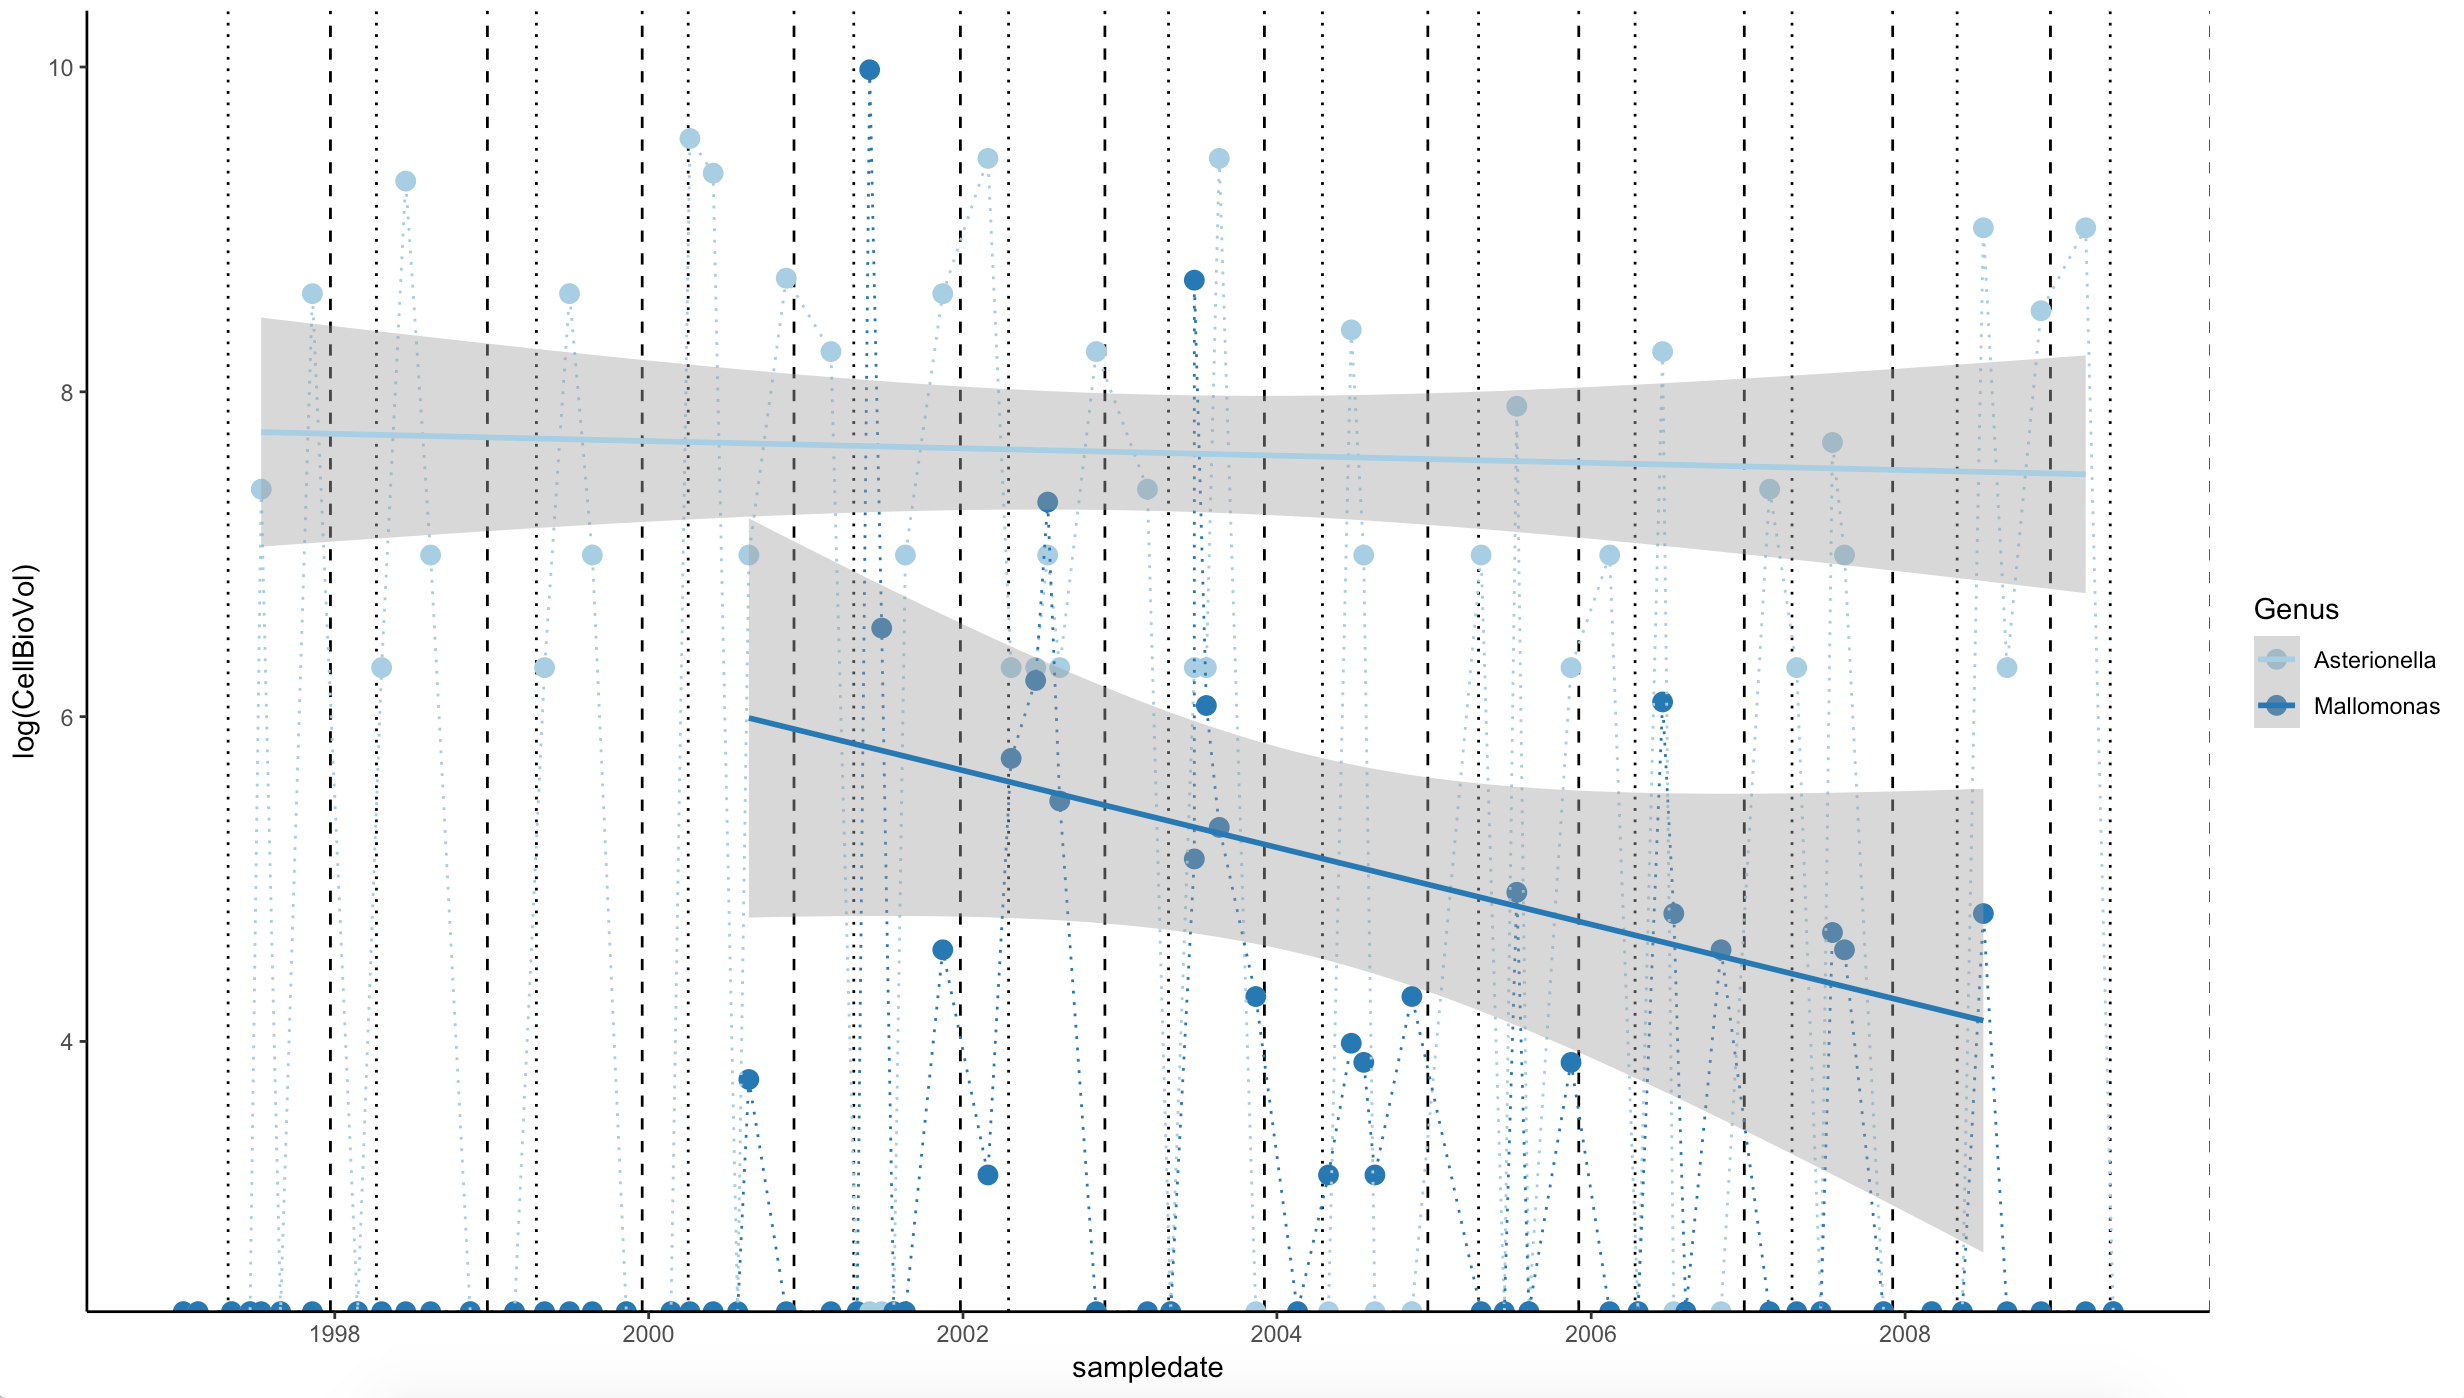 10
8
6
4
log(CellBioVol)
1998 2000 2002 2004 2006 2008
sampledate
Genus
Asterionella
Mallomonas